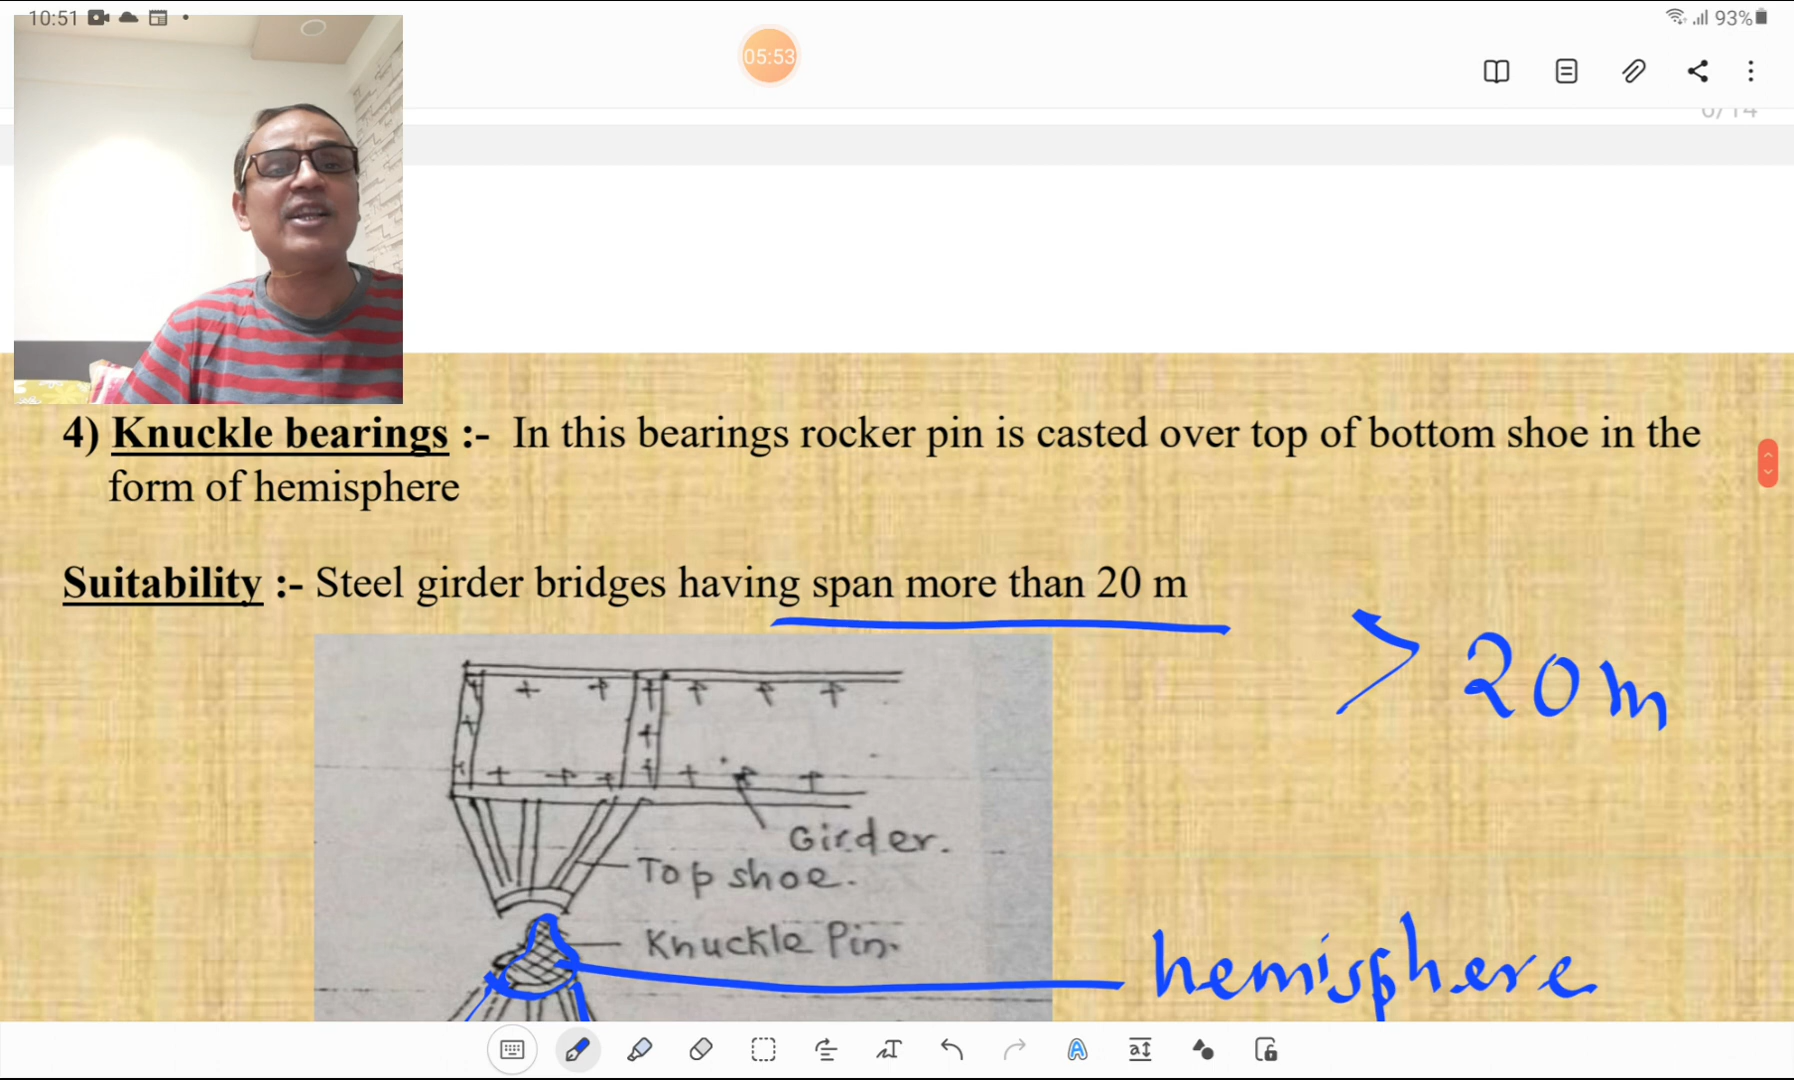 10:51
93%
05:53
4) Knuckle bearings :- In this bearings rocker pin is casted over top of bottom shoe in the
form of hemisphere
Suitability :- Steel girder bridges having span more than 20 m
> 20m
Girder.
Top shoe.
Knuckle Pin.
hemisphere